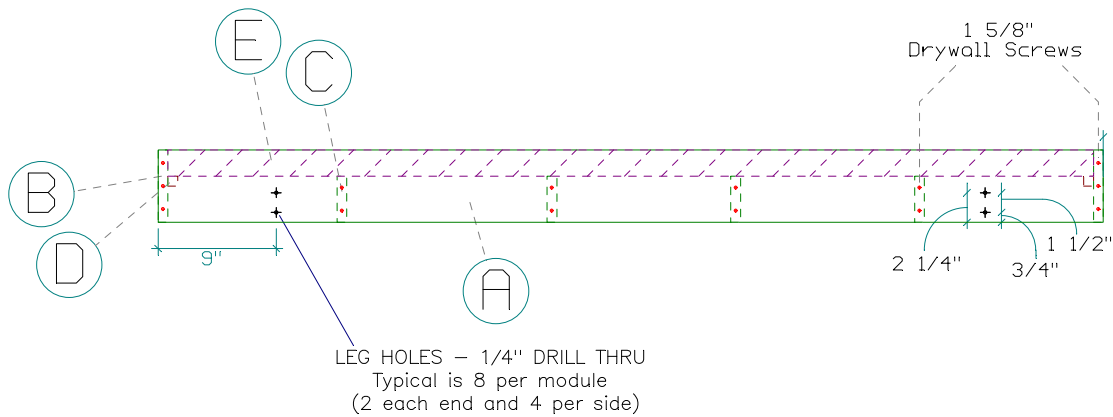 E
C
1 5/8"
Drywall Screws
B
D
9"
A
2 1/4"
1 1/2"
3/4"
LEG HOLES - 1/4" DRILL THRU
Typical is 8 per module
(2 each end and 4 per side)